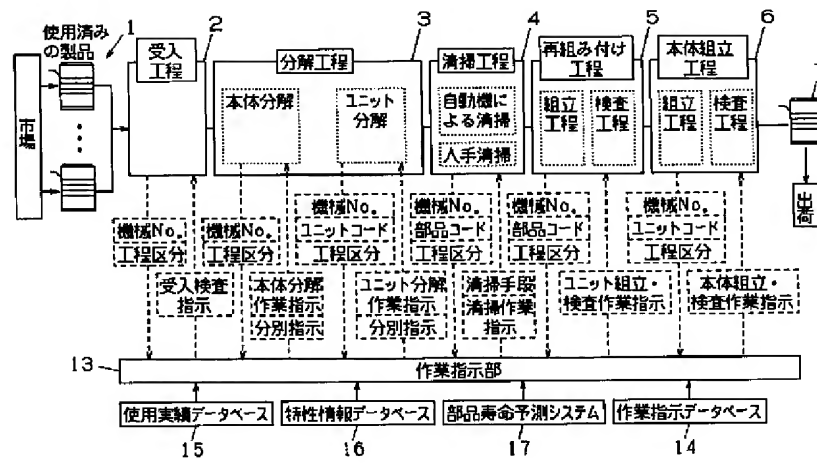 使用済み
の製品
1
市場
受入
工程
2
分解工程
3
本体分解
ユニット
分解
清掃工程
4
自動機に
よる清掃
人手清掃
再組み付け
工程
5
組立
工程
検査
工程
本体組立
工程
6
組立
工程
検査
工程
出荷
機械No.
工程区分
受入検査
指示
機械No.
工程区分
本体分解
作業指示
分別指示
機械No.
ユニットコード
工程区分
ユニット分解
作業指示
分別指示
機械No.
部品コード
工程区分
清掃手段
清掃作業
指示
機械No.
部品コード
工程区分
ユニット組立・
検査作業指示
機械No.
ユニットコード
工程区分
本体組立・
検査作業指示
13
作業指示部
使用実績データベース
15
特性情報データベース
16
部品寿命予測システム
17
作業指示データベース
14